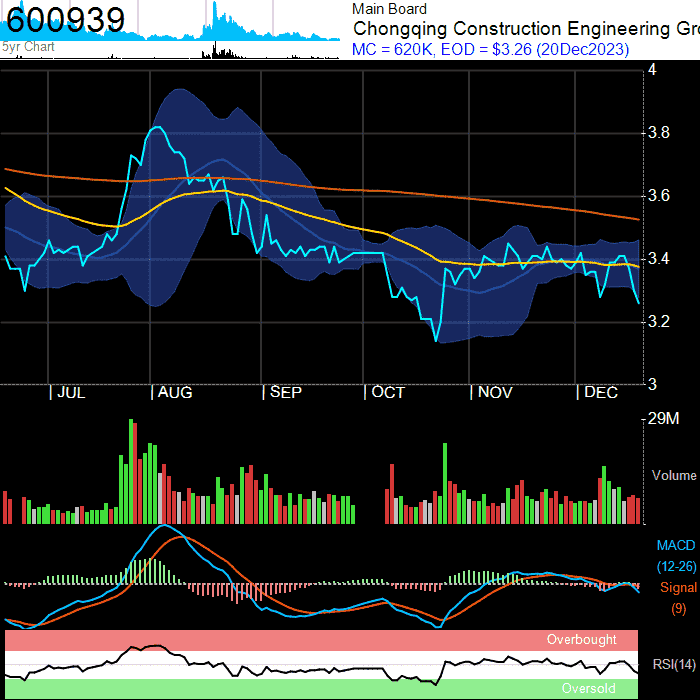 600939
5yr Chart
Main Board
Chongqing Construction Engineering Gro
MC = 620K, EOD = $3.26 (20Dec2023)
4
3.8
3.6
3.4
3.2
3
| JUL | AUG | SEP | OCT | NOV | DEC
29M
Volume
MACD
(12-26)
Signal
(9)
Overbought
RSI(14)
Oversold